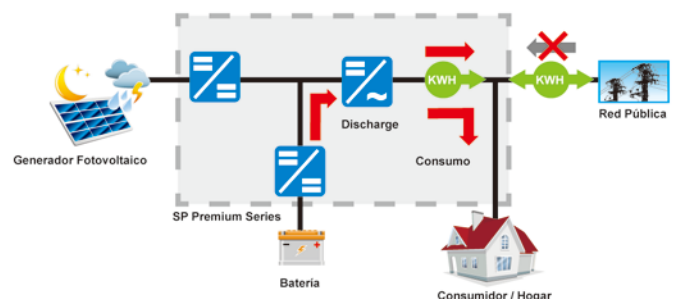 KWH
KWH
Discharge
Red Pública
Generador Fotovoltaico
Consumo
SP Premium Series
Batería
Consumidor / Hogar